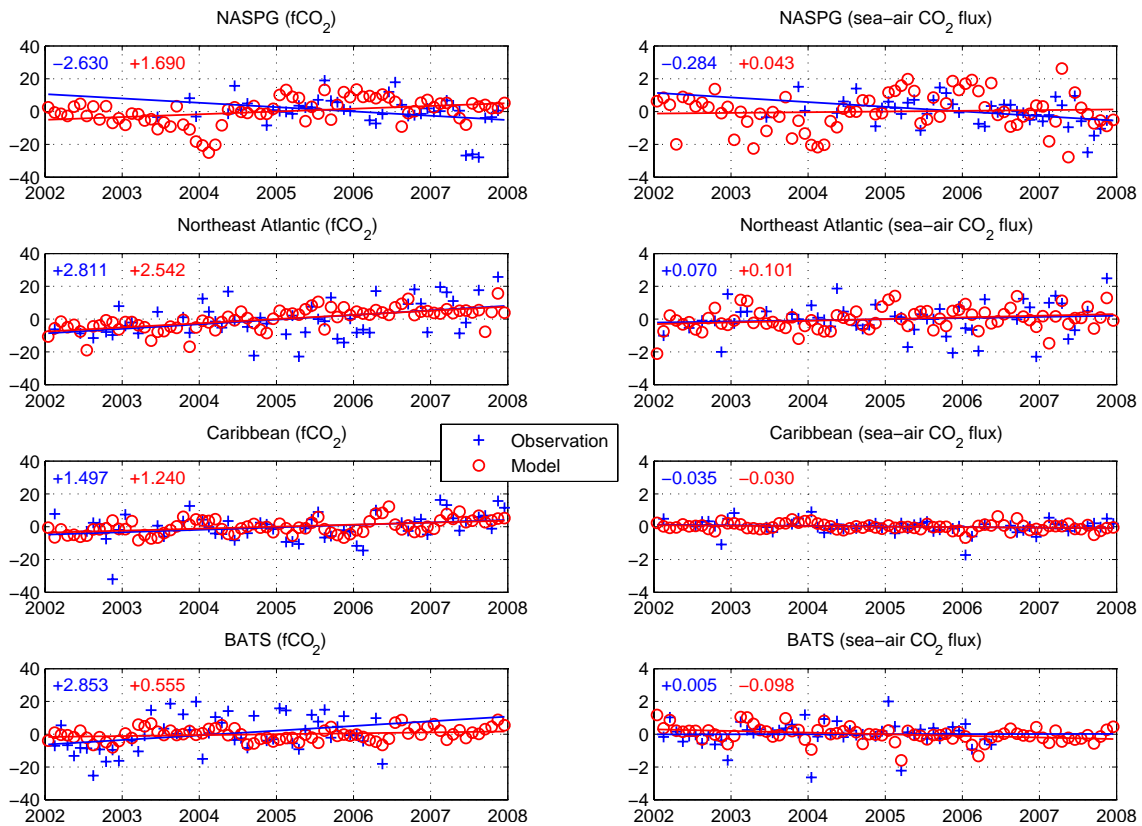 NASPG (fCO2)
−2.630 +1.690
40
20
0
−20
−40
2002 2003 2004 2005 2006 2007 2008
NASPG (sea−air CO2 flux)
−0.284 +0.043
4
2
0
−2
−4
2002 2003 2004 2005 2006 2007 2008
Northeast Atlantic (fCO2)
+2.811 +2.542
40
20
0
−20
−40
2002 2003 2004 2005 2006 2007 2008
Northeast Atlantic (sea−air CO2 flux)
+0.070 +0.101
4
2
0
−2
−4
2002 2003 2004 2005 2006 2007 2008
Caribbean (fCO2)
+1.497 +1.240
40
20
0
−20
−40
2002 2003 2004 2005 2006 2007 2008
Observation
Model
Caribbean (sea−air CO2 flux)
−0.035 −0.030
4
2
0
−2
−4
2002 2003 2004 2005 2006 2007 2008
BATS (fCO2)
+2.853 +0.555
40
20
0
−20
−40
2002 2003 2004 2005 2006 2007 2008
BATS (sea−air CO2 flux)
+0.005 −0.098
4
2
0
−2
−4
2002 2003 2004 2005 2006 2007 2008